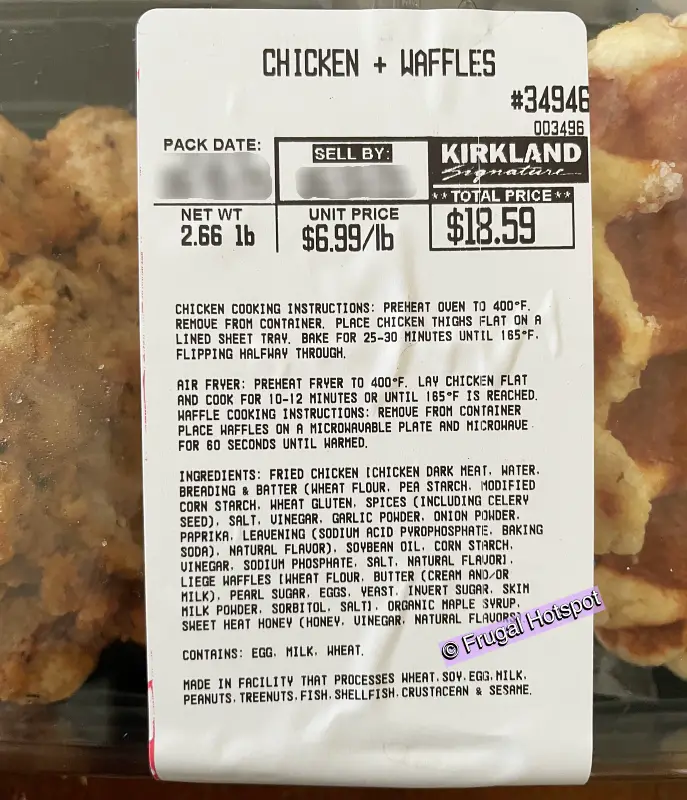 CHICKEN + WAFFLES
#34946
003496
PACK DATE:
SELL BY:
KIRKLAND
Signature
**TOTAL PRICE**
NET WT
2.66 lb
UNIT PRICE
$6.99/lb
$18.59
CHICKEN COOKING INSTRUCTIONS: PREHEAT OVEN TO 400°F.
REMOVE FROM CONTAINER. PLACE CHICKEN THIGHS FLAT ON A
LINED SHEET TRAY. BAKE FOR 25-30 MINUTES UNTIL 165°F.
FLIPPING HALFWAY THROUGH.
AIR FRYER: PREHEAT FRYER TO 400°F. LAY CHICKEN FLAT
AND COOK FOR 10-12 MINUTES OR UNTIL 165°F IS REACHED.
WAFFLE COOKING INSTRUCTIONS: REMOVE FROM CONTAINER
PLACE WAFFLES ON A MICROWAVABLE PLATE AND MICROWAVE
FOR 60 SECONDS UNTIL WARMED.
INGREDIENTS: FRIED CHICKEN [CHICKEN DARK MEAT, WATER,
BREADING & BATTER (WHEAT FLOUR, PEA STARCH, MODIFIED
CORN STARCH, WHEAT GLUTEN, SPICES (INCLUDING CELERY
SEED), SALT, VINEGAR, GARLIC POWDER, ONION POWDER,
PAPRIKA, LEAVENING (SODIUM ACID PYROPHOSPHATE, BAKING
SODA), NATURAL FLAVOR), SOYBEAN OIL, CORN STARCH,
VINEGAR, SODIUM PHOSPHATE, SALT, NATURAL FLAVOR],
LIEGE WAFFLES [WHEAT FLOUR, BUTTER (CREAM AND/OR
MILK), PEARL SUGAR, EGGS, YEAST, INVERT SUGAR, SKIM
MILK POWDER, SORBITOL, SALT], ORGANIC MAPLE SYRUP,
SWEET HEAT HONEY (HONEY, VINEGAR, NATURAL FLAVORS)
© Frugal Hotspot
CONTAINS: EGG, MILK, WHEAT.
MADE IN FACILITY THAT PROCESSES WHEAT, SOY, EGG, MILK,
PEANUTS, TREENUTS, FISH, SHELLFISH, CRUSTACEAN & SESAME.